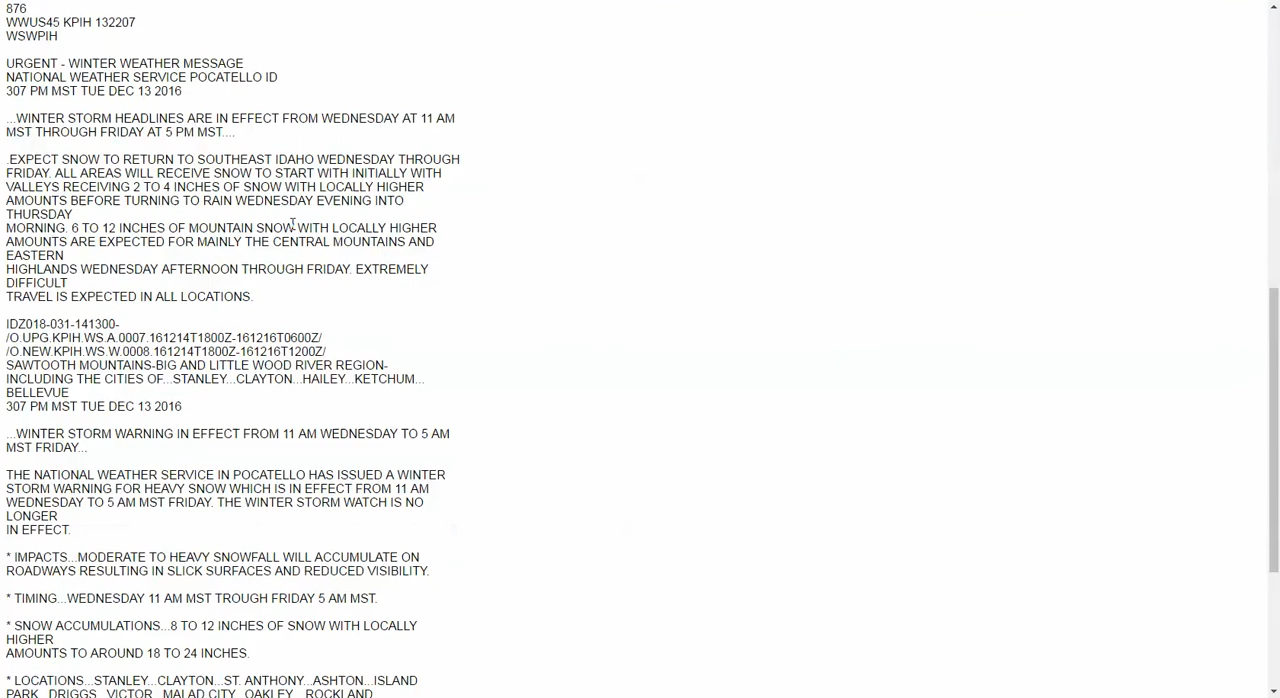 876
WWUS45 KPIH 132207
WSWPIH
URGENT - WINTER WEATHER MESSAGE
NATIONAL WEATHER SERVICE POCATELLO ID
307 PM MST TUE DEC 13 2016
...WINTER STORM HEADLINES ARE IN EFFECT FROM WEDNESDAY AT 11 AM
MST THROUGH FRIDAY AT 5 PM MST....
.EXPECT SNOW TO RETURN TO SOUTHEAST IDAHO WEDNESDAY THROUGH
FRIDAY. ALL AREAS WILL RECEIVE SNOW TO START WITH INITIALLY WITH
VALLEYS RECEIVING 2 TO 4 INCHES OF SNOW WITH LOCALLY HIGHER
AMOUNTS BEFORE TURNING TO RAIN WEDNESDAY EVENING INTO
THURSDAY
MORNING. 6 TO 12 INCHES OF MOUNTAIN SNOW WITH LOCALLY HIGHER
AMOUNTS ARE EXPECTED FOR MAINLY THE CENTRAL MOUNTAINS AND
EASTERN
HIGHLANDS WEDNESDAY AFTERNOON THROUGH FRIDAY. EXTREMELY
DIFFICULT
TRAVEL IS EXPECTED IN ALL LOCATIONS.
IDZ018-031-141300-
/O.UPG.KPIH.WS.A.0007.161214T1800Z-161216T0600Z/
/O.NEW.KPIH.WS.W.0008.161214T1800Z-161216T1200Z/
SAWTOOTH MOUNTAINS-BIG AND LITTLE WOOD RIVER REGION-
INCLUDING THE CITIES OF...STANLEY...CLAYTON...HAILEY...KETCHUM...
BELLEVUE
307 PM MST TUE DEC 13 2016
...WINTER STORM WARNING IN EFFECT FROM 11 AM WEDNESDAY TO 5 AM
MST FRIDAY...
THE NATIONAL WEATHER SERVICE IN POCATELLO HAS ISSUED A WINTER
STORM WARNING FOR HEAVY SNOW WHICH IS IN EFFECT FROM 11 AM
WEDNESDAY TO 5 AM MST FRIDAY. THE WINTER STORM WATCH IS NO
LONGER
IN EFFECT.
* IMPACTS...MODERATE TO HEAVY SNOWFALL WILL ACCUMULATE ON
ROADWAYS RESULTING IN SLICK SURFACES AND REDUCED VISIBILITY.
* TIMING...WEDNESDAY 11 AM MST TROUGH FRIDAY 5 AM MST.
* SNOW ACCUMULATIONS...8 TO 12 INCHES OF SNOW WITH LOCALLY
HIGHER
AMOUNTS TO AROUND 18 TO 24 INCHES.
* LOCATIONS...STANLEY...CLAYTON...ST. ANTHONY...ASHTON...ISLAND
PARK...DRIGGS...VICTOR...MALAD CITY...OAKLEY....ROCKLAND